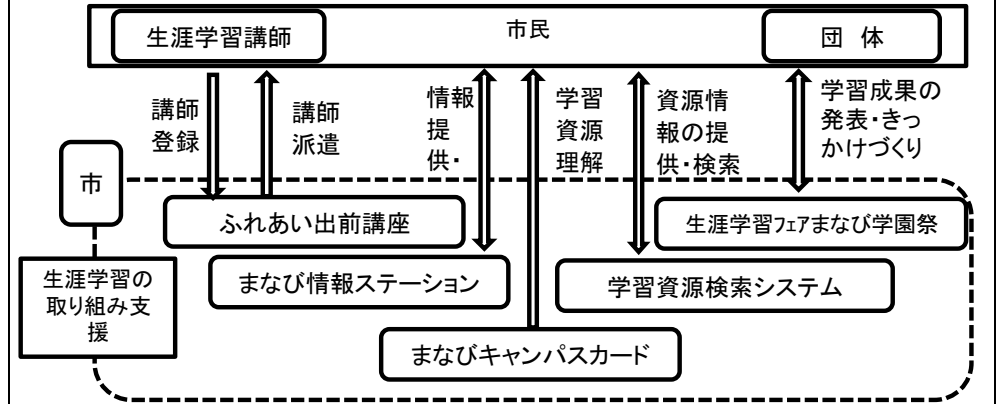 生涯学習講師
市民
団 体
講師
登録
講師
派遣
情報
提
供・
学習
資源
理解
資源情
報の提
供・検索
学習成果の
発表・きっ
かけづくり
市
ふれあい出前講座
生涯学習フェアまなび学園祭
生涯学習の
取り組み支
援
まなび情報ステーション
学習資源検索システム
まなびキャンパスカード